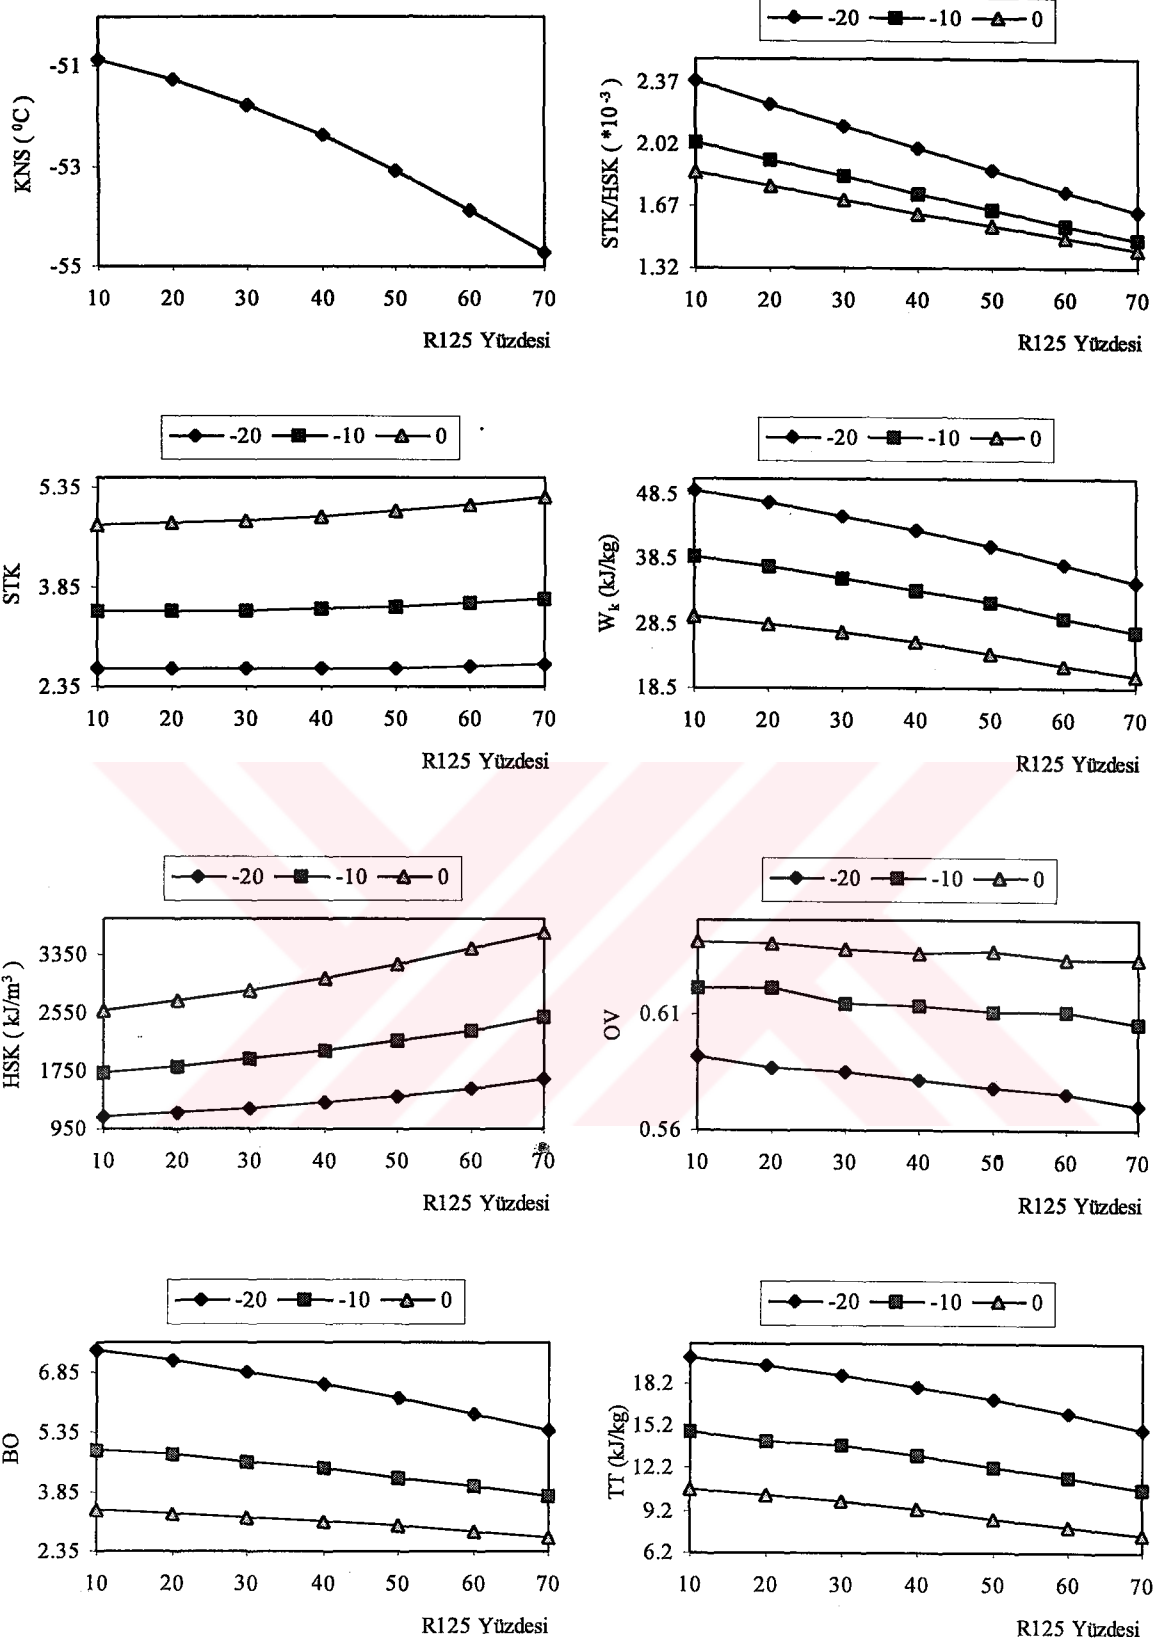 -51
-53
-55
KNS ( ⁰C )
10 20 30 40 50 60 70
R125 Yüzdesi
-20 -10 0
2.37
2.02
1.67
1.32
STK/HSK ( *10⁻³ )
10 20 30 40 50 60 70
R125 Yüzdesi
-20 -10 0
5.35
3.85
2.35
STK
10 20 30 40 50 60 70
R125 Yüzdesi
-20 -10 0
48.5
38.5
28.5
18.5
Wₖ (kJ/kg)
10 20 30 40 50 60 70
R125 Yüzdesi
-20 -10 0
3350
2550
1750
950
HSK ( kJ/m³ )
10 20 30 40 50 60 70
R125 Yüzdesi
-20 -10 0
0.61
0.56
OV
10 20 30 40 50 60 70
R125 Yüzdesi
-20 -10 0
6.85
5.35
3.85
2.35
BO
10 20 30 40 50 60 70
R125 Yüzdesi
-20 -10 0
18.2
15.2
12.2
9.2
6.2
TT (kJ/kg)
10 20 30 40 50 60 70
R125 Yüzdesi